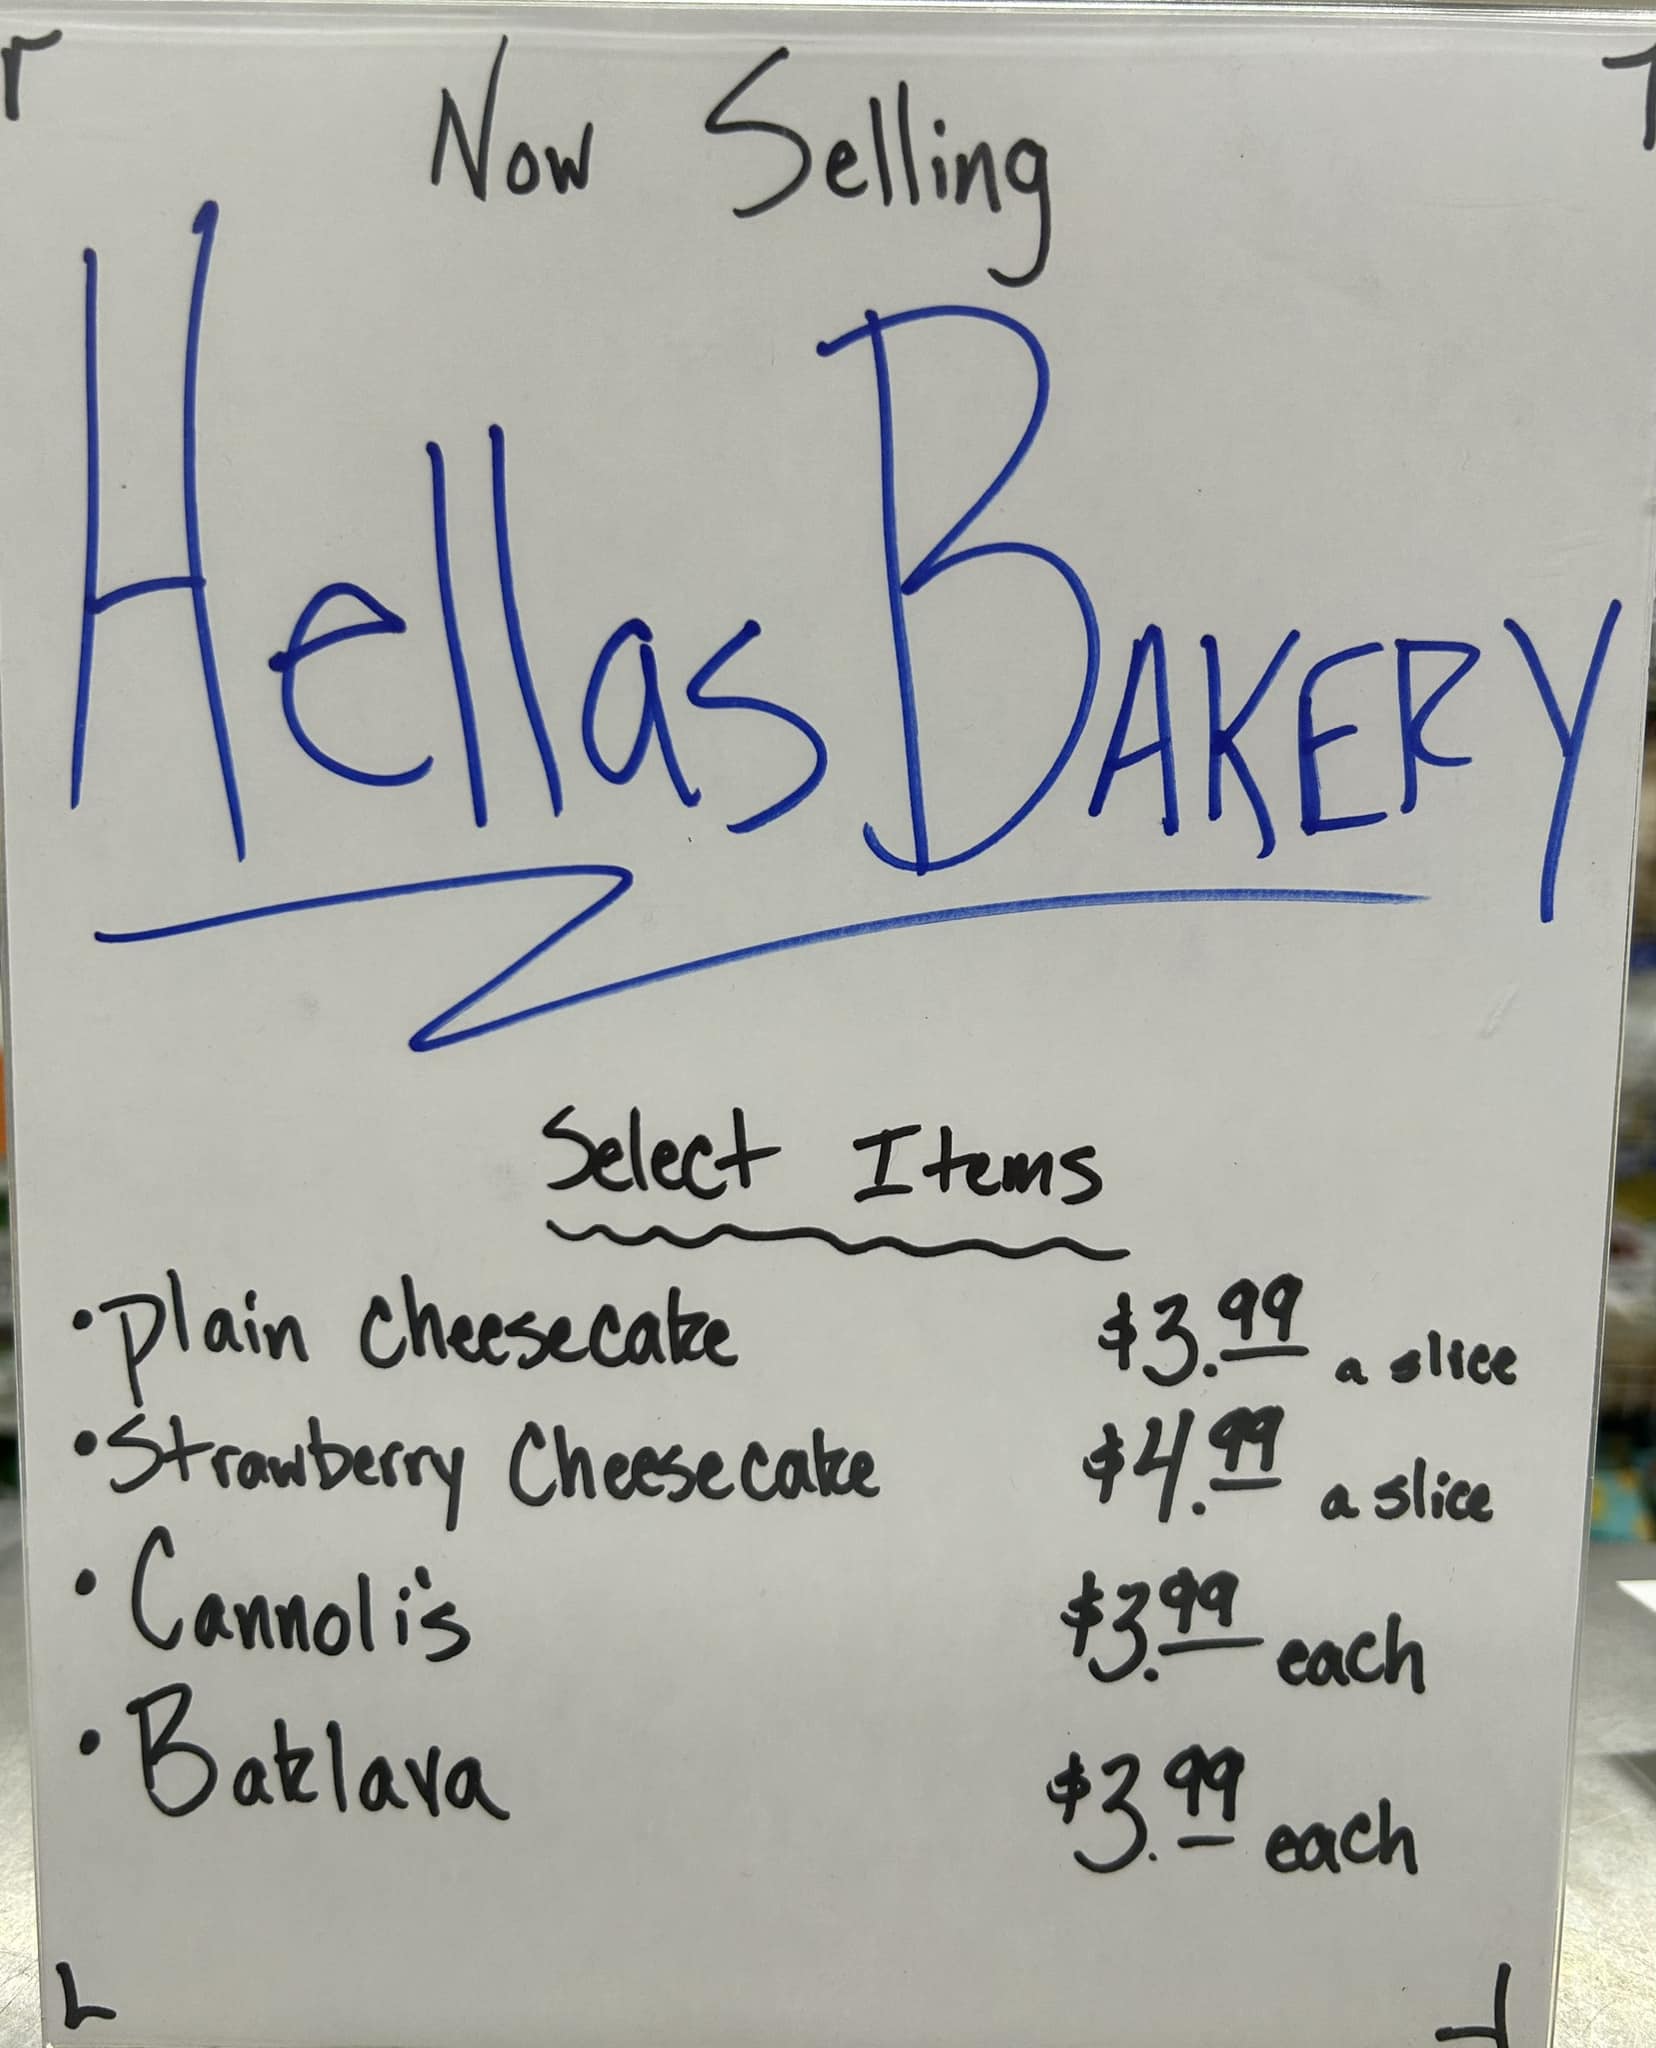 Now Selling
Hellas BAKERY
Select Items
• Plain Cheesecake $3.99 a slice
• Strawberry Cheesecake $4.99 a slice
• Cannoli's $3.99 each
• Baklava $3.99 each